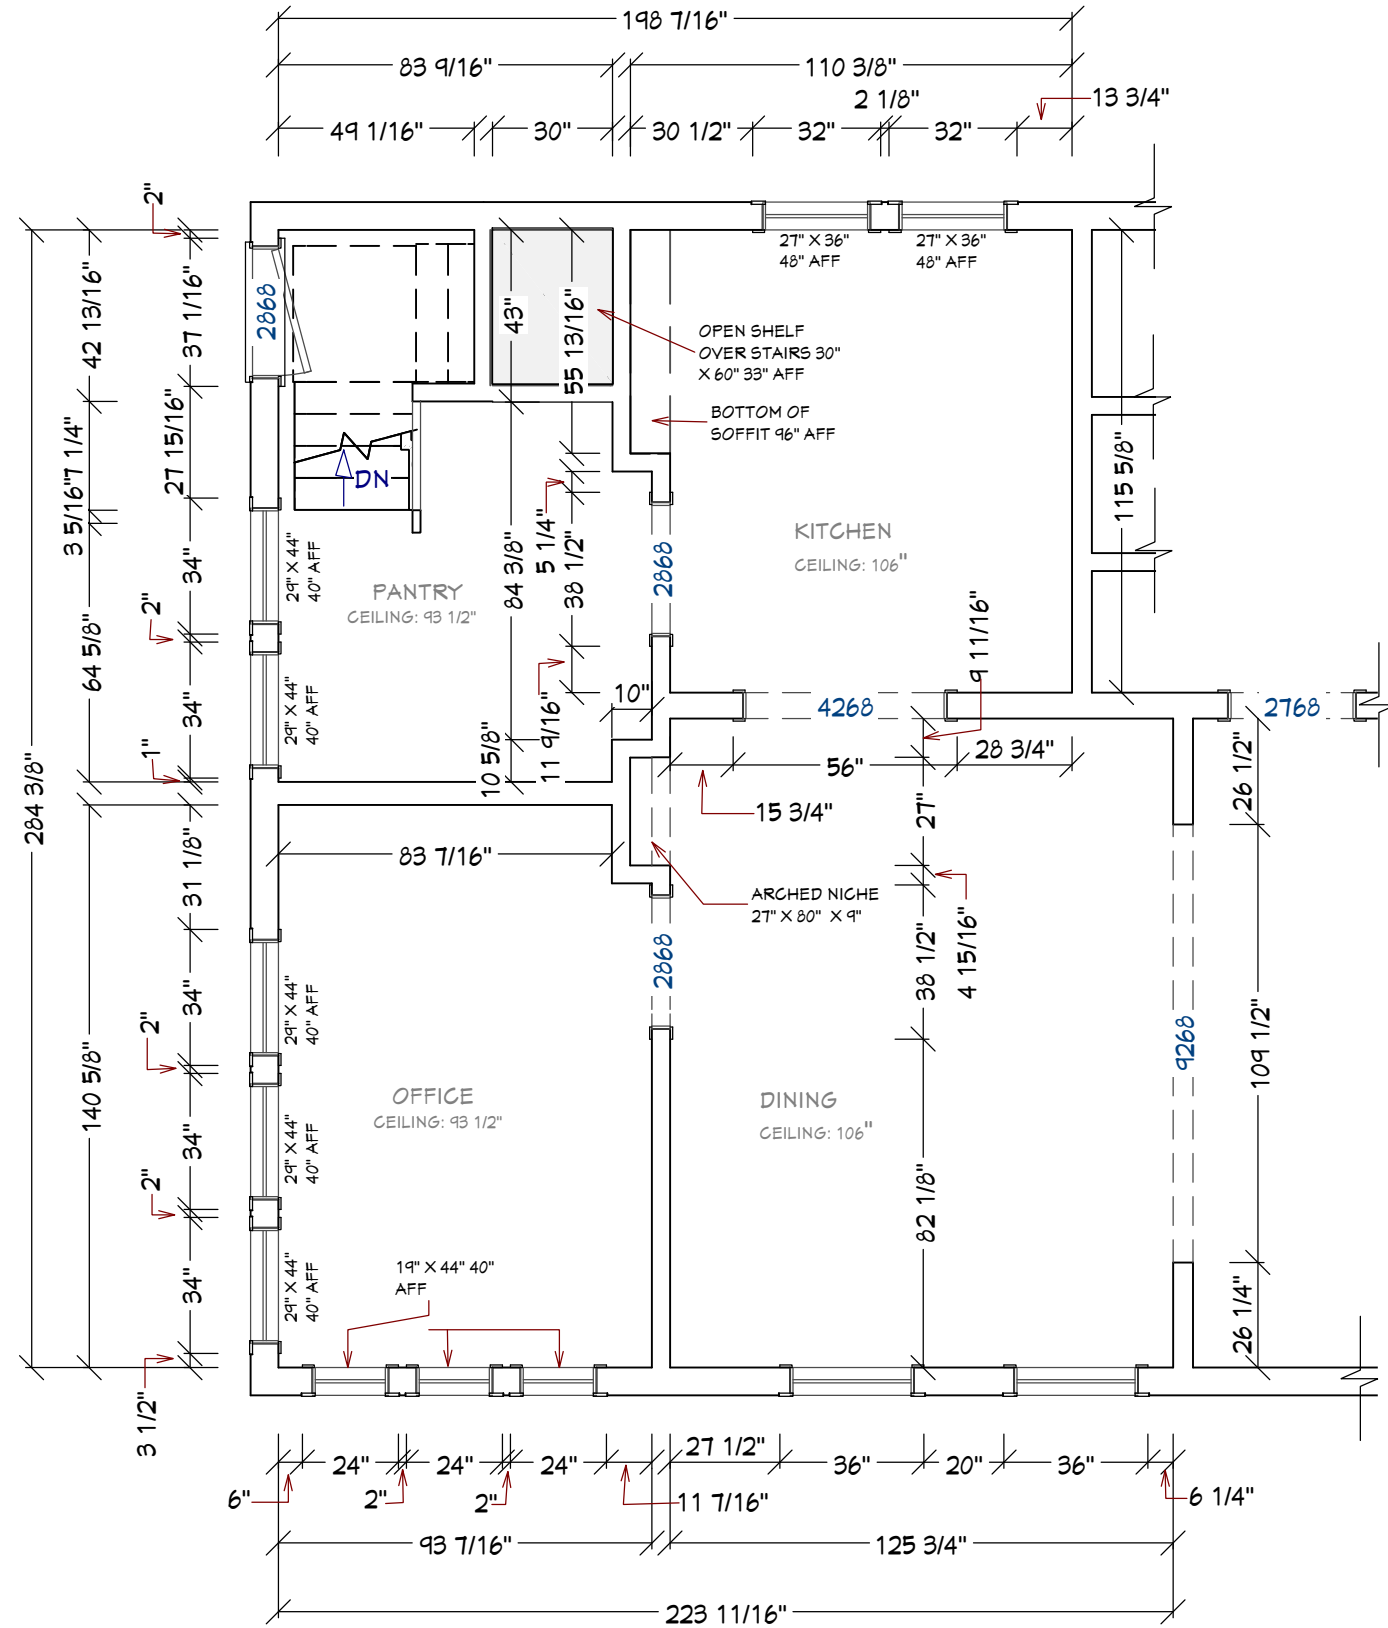 198 7/16"
83 9/16"
110 3/8"
2 1/8"
13 3/4"
49 1/16"
30"
30 1/2"
32"
32"
2"
27" X 36"
48" AFF
27" X 36"
48" AFF
284 3/8"
42 13/16"
37 1/16"
2868
43"
55 13/16"
OPEN SHELF
OVER STAIRS 30"
X 60" 33" AFF
BOTTOM OF
SOFFIT 96" AFF
115 5/8"
27 15/16"
7 1/4"
3 5/16"
DN
KITCHEN
CEILING: 106"
5 1/4"
38 1/2"
84 3/8"
2868
34"
29" X 44"
40" AFF
PANTRY
CEILING: 93 1/2"
2"
64 5/8"
34"
29" X 44"
40" AFF
9 11/16"
10"
11 9/16"
10 5/8"
4268
2768
1"
56"
28 3/4"
15 3/4"
27"
26 1/2"
31 1/8"
83 7/16"
ARCHED NICHE
27" X 80" X 9"
4 15/16"
38 1/2"
2868
140 5/8"
34"
29" X 44"
40" AFF
2"
9268
109 1/2"
OFFICE
CEILING: 93 1/2"
DINING
CEILING: 106"
34"
29" X 44"
40" AFF
2"
82 1/8"
34"
29" X 44"
40" AFF
19" X 44" 40"
AFF
26 1/4"
3 1/2"
27 1/2"
24"
24"
24"
36"
20"
36"
6"
2"
2"
11 7/16"
6 1/4"
93 7/16"
125 3/4"
223 11/16"